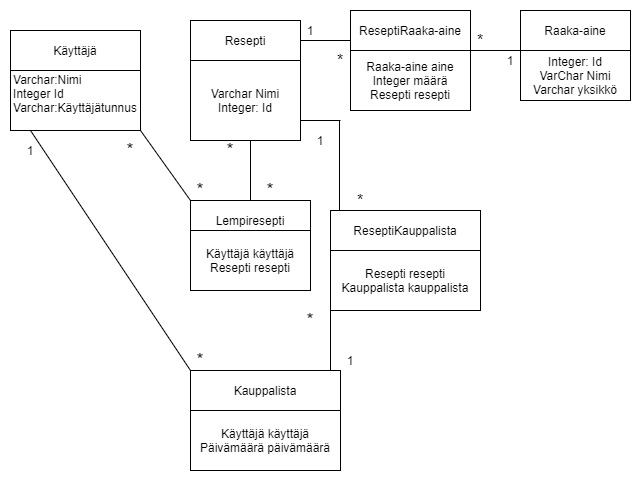 Käyttäjä
Varchar:Nimi
Integer Id
Varchar:Käyttäjätunnus
Resepti
Varchar Nimi
Integer: Id
ReseptiRaaka-aine
Raaka-aine aine
Integer määrä
Resepti resepti
Raaka-aine
Integer: Id
VarChar Nimi
Varchar yksikkö
1
*
*
1
1
*
*
*
*
1
*
Lempiresepti
Käyttäjä käyttäjä
Resepti resepti
ReseptiKauppalista
Resepti resepti
Kauppalista kauppalista
*
1
*
Kauppalista
Käyttäjä käyttäjä
Päivämäärä päivämäärä